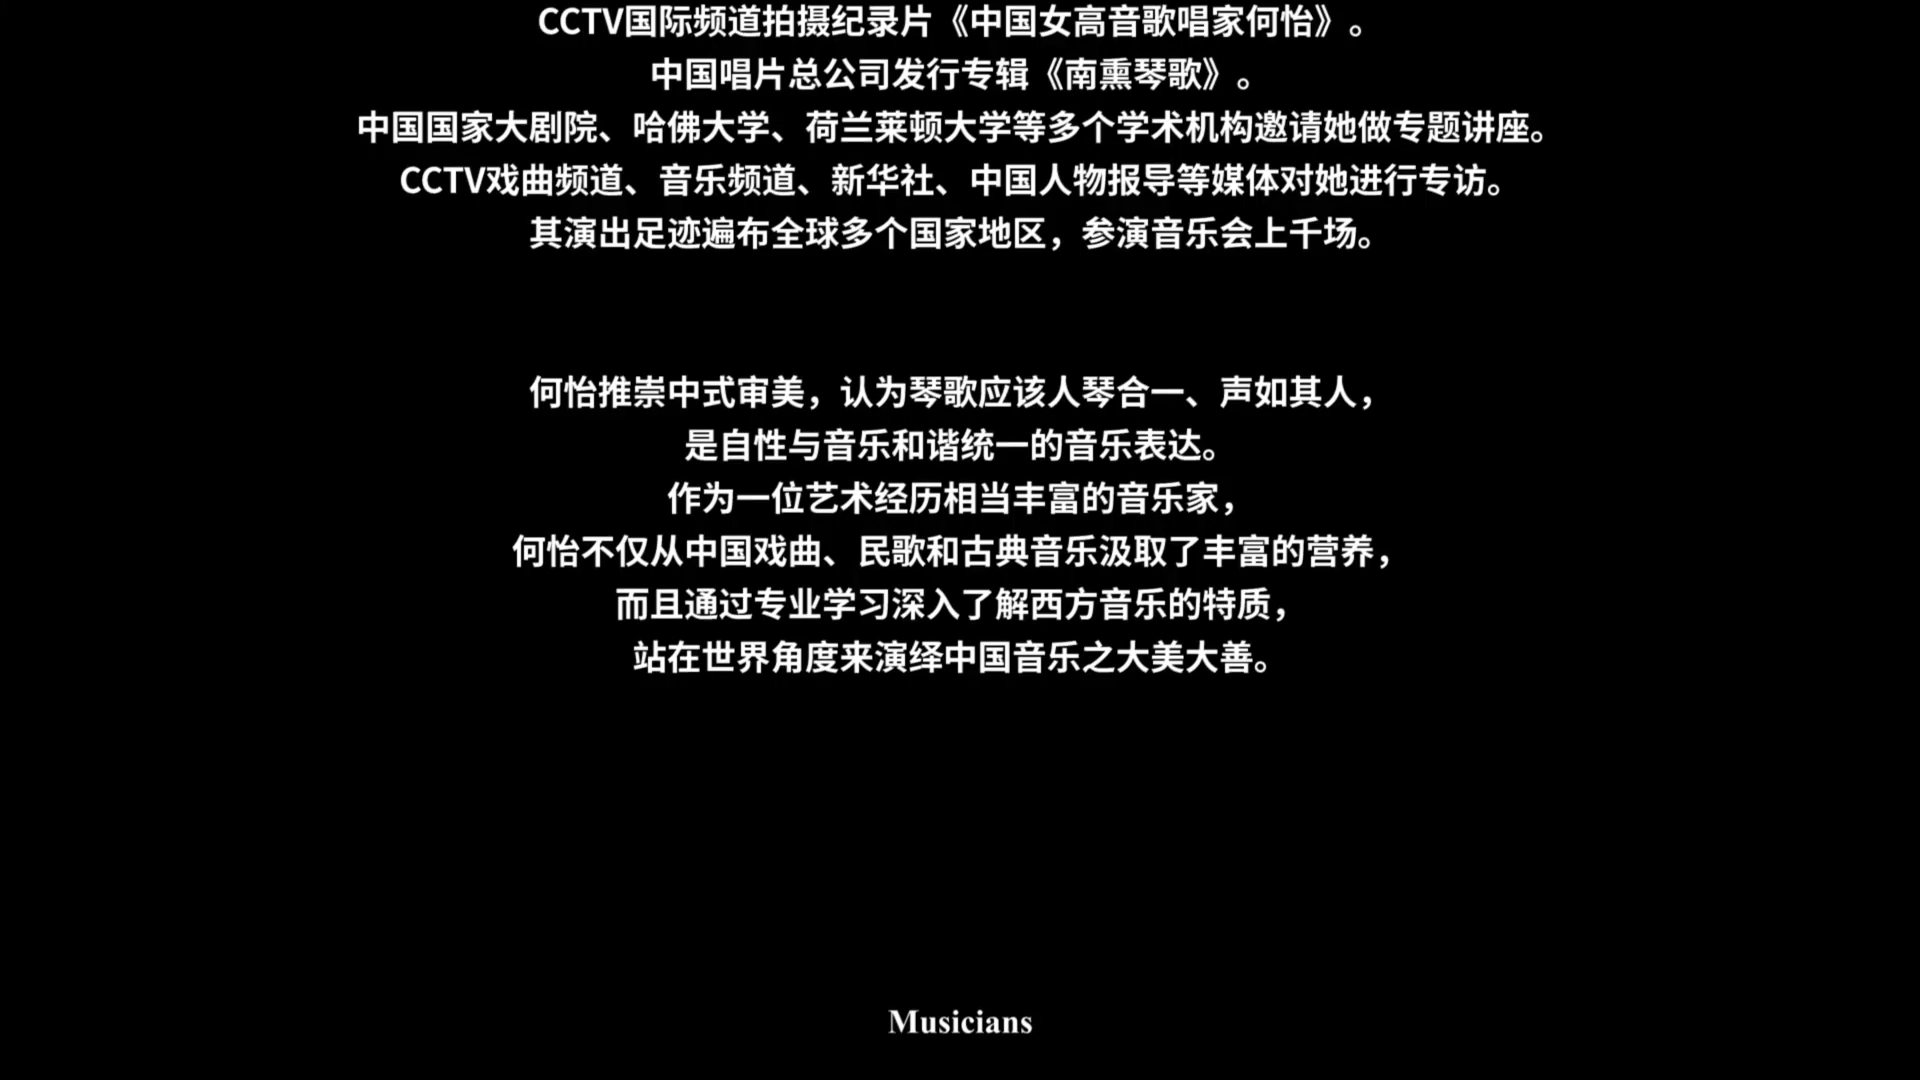 CCTV国际频道拍摄纪录片《中国女高音歌唱家何怡》。
中国唱片总公司发行专辑《南熏琴歌》。
中国国家大剧院、哈佛大学、荷兰莱顿大学等多个学术机构邀请她做专题讲座。
CCTV戏曲频道、音乐频道、新华社、中国人物报导等媒体对她进行专访。
其演出足迹遍布全球多个国家地区，参演音乐会上千场。
何怡推崇中式审美，认为琴歌应该人琴合一、声如其人，
是自性与音乐和谐统一的音乐表达。
作为一位艺术经历相当丰富的音乐家，
何怡不仅从中国戏曲、民歌和古典音乐汲取了丰富的营养，
而且通过专业学习深入了解西方音乐的特质，
站在世界角度来演绎中国音乐之大美大善。
Musicians